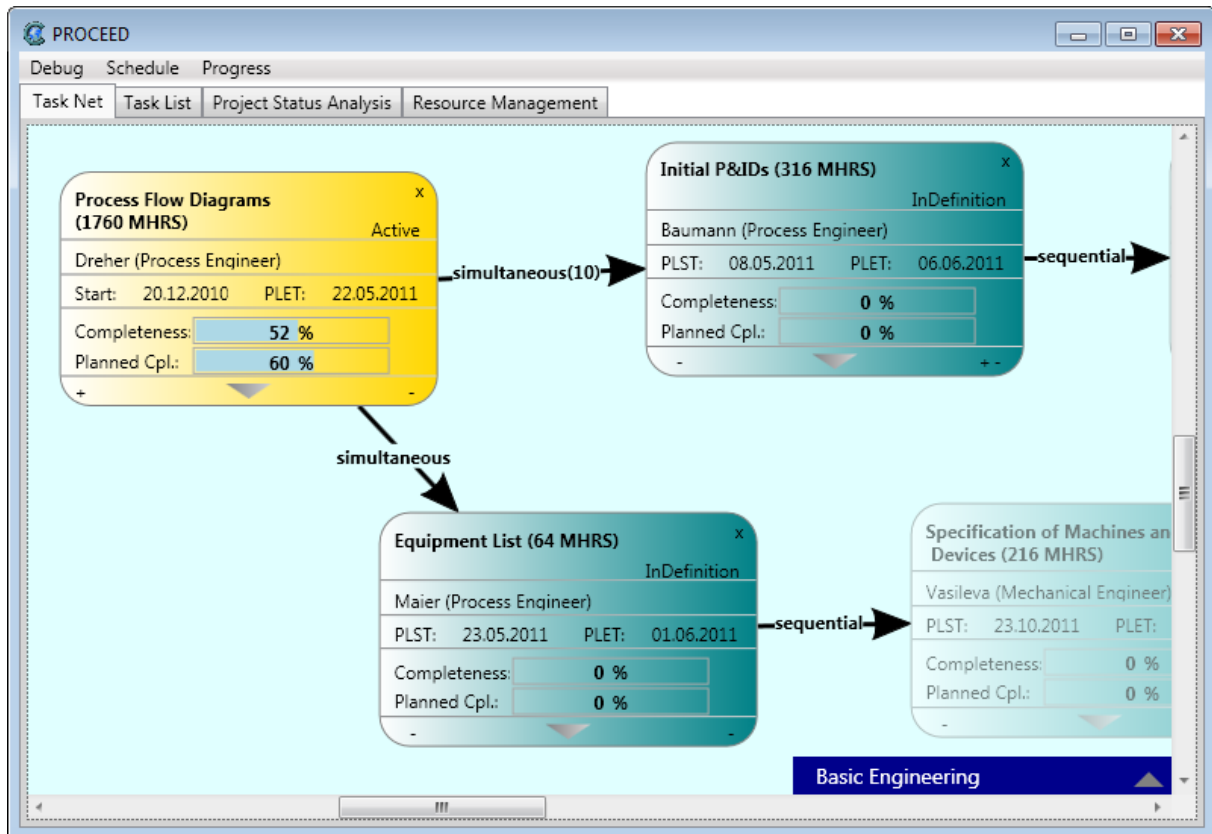 PROCEED
Debug Schedule Progress
Task Net Task List Project Status Analysis Resource Management
Process Flow Diagrams
(1760 MHRS)
x
Active
Dreher (Process Engineer)
Start: 20.12.2010 PLET: 22.05.2011
Completeness: 52 %
Planned Cpl.: 60 %
+ -
simultaneous(10)
Initial P&IDs (316 MHRS)
x
InDefinition
Baumann (Process Engineer)
PLST: 08.05.2011 PLET: 06.06.2011
Completeness: 0 %
Planned Cpl.: 0 %
- + -
sequential
simultaneous
Equipment List (64 MHRS)
x
InDefinition
Maier (Process Engineer)
PLST: 23.05.2011 PLET: 01.06.2011
Completeness: 0 %
Planned Cpl.: 0 %
- -
sequential
Specification of Machines an
Devices (216 MHRS)
Vasileva (Mechanical Engineer)
PLST: 23.10.2011 PLET:
Completeness: 0 %
Planned Cpl.: 0 %
-
Basic Engineering